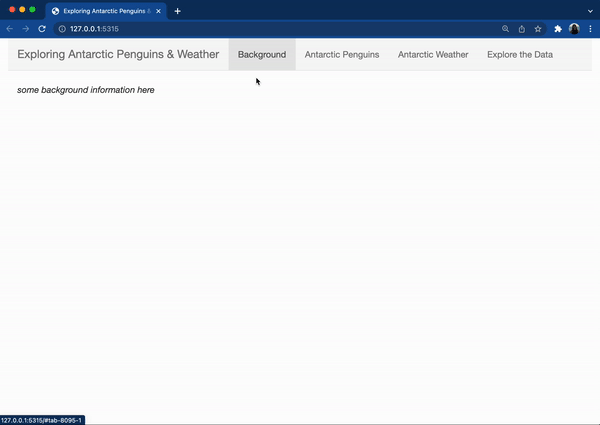 Exploring Antarctic Penguins &
127.0.0.1:5315
Exploring Antarctic Penguins & Weather
Background
Antarctic Penguins
Antarctic Weather
Explore the Data
some background information here
127.0.0.1:5315/#tab-8095-1